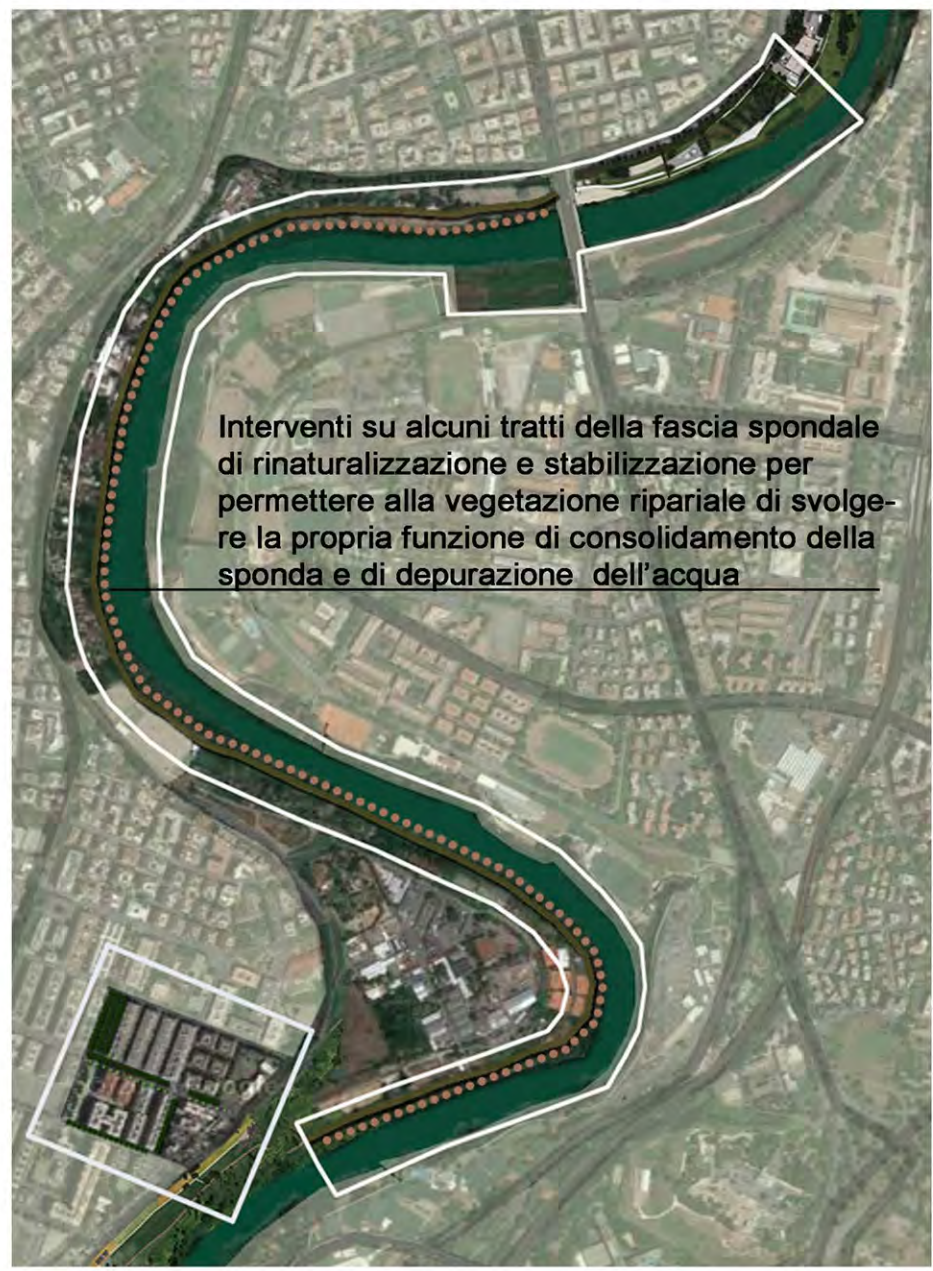 Interventi su alcuni tratti della fascia spondale
di rinaturalizzazione e stabilizzazione per
permettere alla vegetazione ripariale di svolge-
re la propria funzione di consolidamento della
sponda e di depurazione dell'acqua